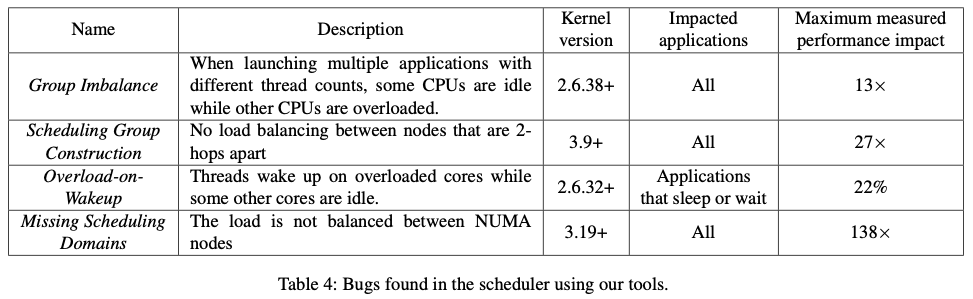 Name Description Kernel version Impacted applications Maximum measured performance impact
Group Imbalance
When launching multiple applications with
different thread counts, some CPUs are idle
while other CPUs are overloaded.
2.6.38+ All 13×
Scheduling Group
Construction
No load balancing between nodes that are 2-
hops apart
3.9+ All 27×
Overload-on-
Wakeup
Threads wake up on overloaded cores while
some other cores are idle.
2.6.32+
Applications
that sleep or wait
22%
Missing Scheduling
Domains
The load is not balanced between NUMA
nodes
3.19+ All 138×
Table 4: Bugs found in the scheduler using our tools.